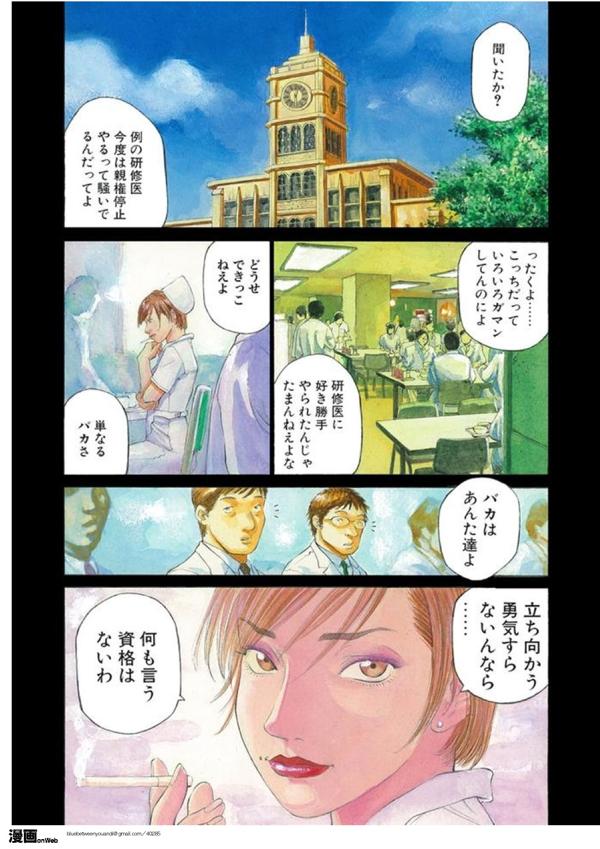 聞いたか？
例の研修医
今度は親権停止
やるって騒いで
るんだってよ
ったくよ……
こっちだって
いろいろガマン
してんのによ
研修医に
好き勝手
やられたんじゃ
たまんねえよな
どうせ
できっこ
ねえよ
単なる
バカさ
バカは
あんた達よ
立ち向かう
勇気すら
ないんなら
……
何も言う
資格は
ないわ
漫画 on Web
bluebetweenyouandi@gmail.com／40285